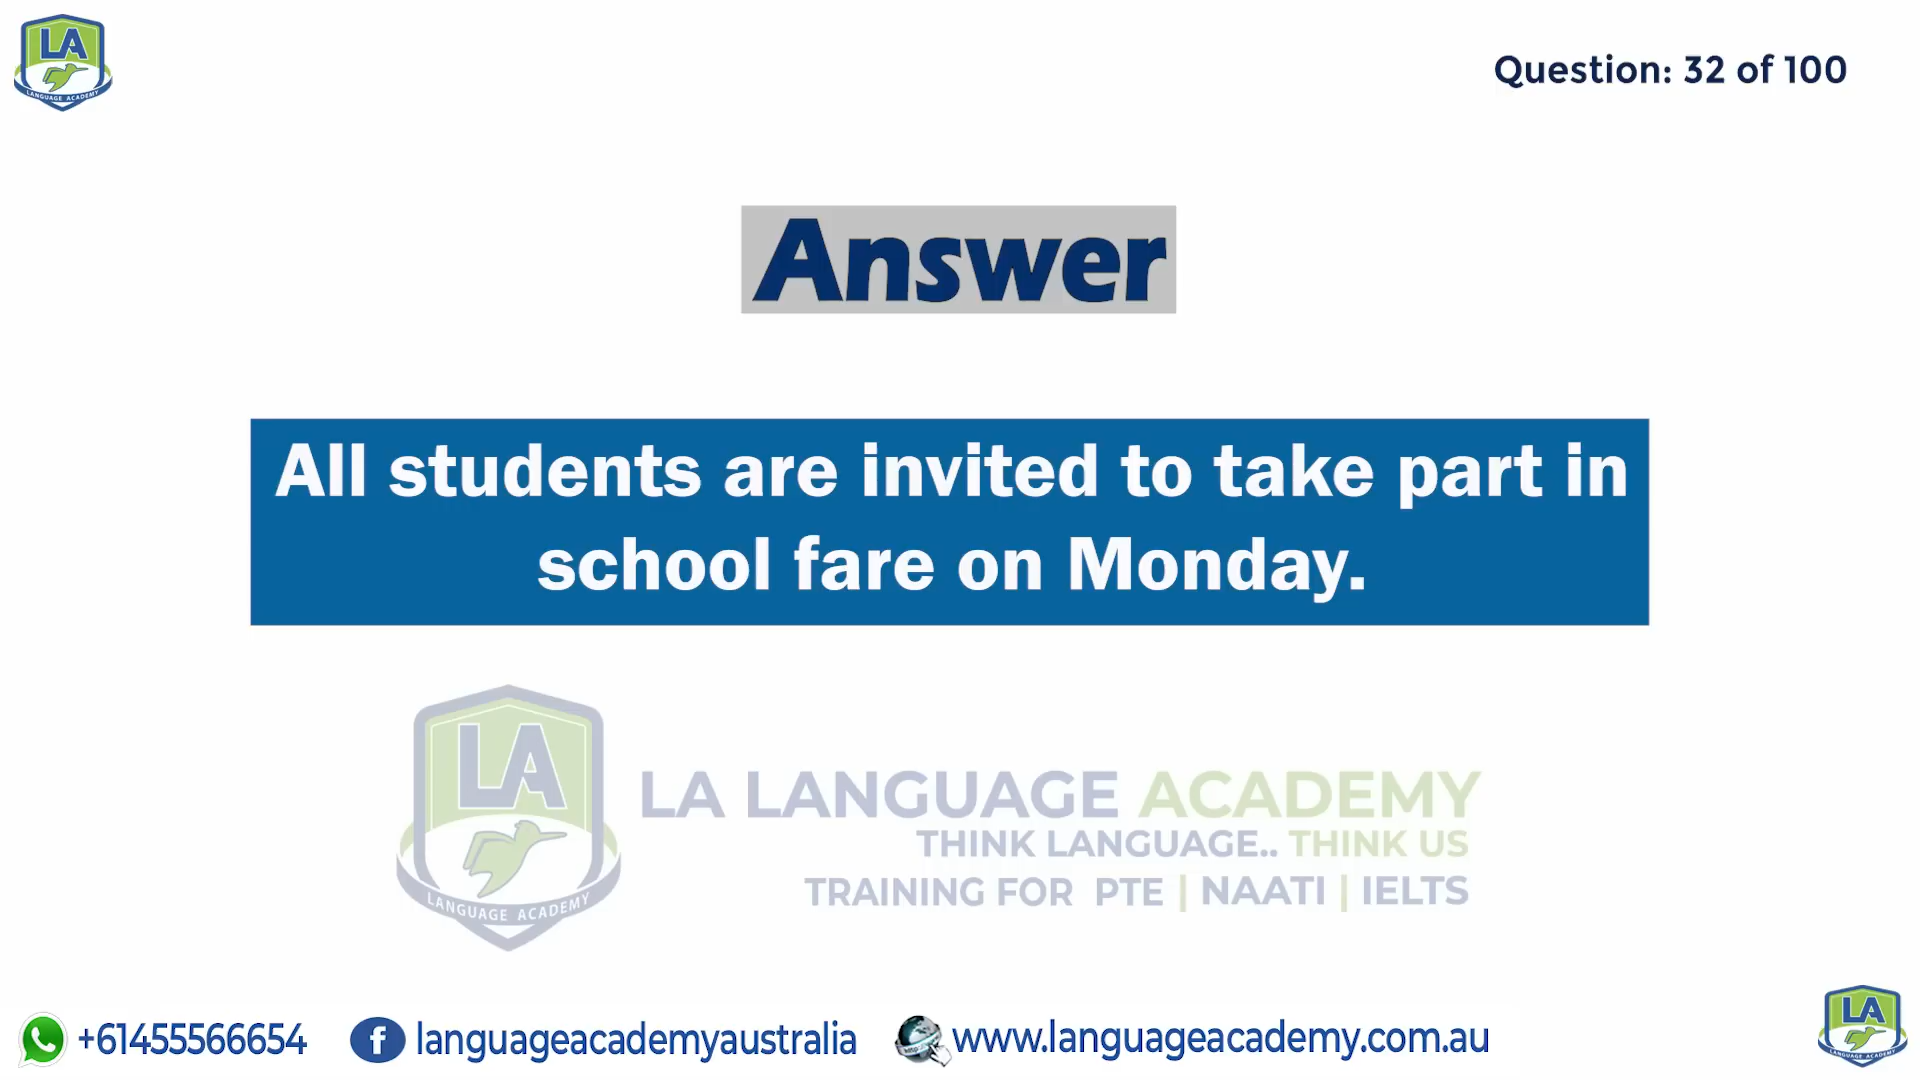 LA
LANGUAGE ACADEMY
Question: 32 of 100
Answer
All students are invited to take part in
school fare on Monday.
LA
LANGUAGE ACADEMY
LA LANGUAGE ACADEMY
THINK LANGUAGE.. THINK US
TRAINING FOR PTE | NAATI | IELTS
+61455566654
languageacademyaustralia
www.languageacademy.com.au
LA
LANGUAGE ACADEMY